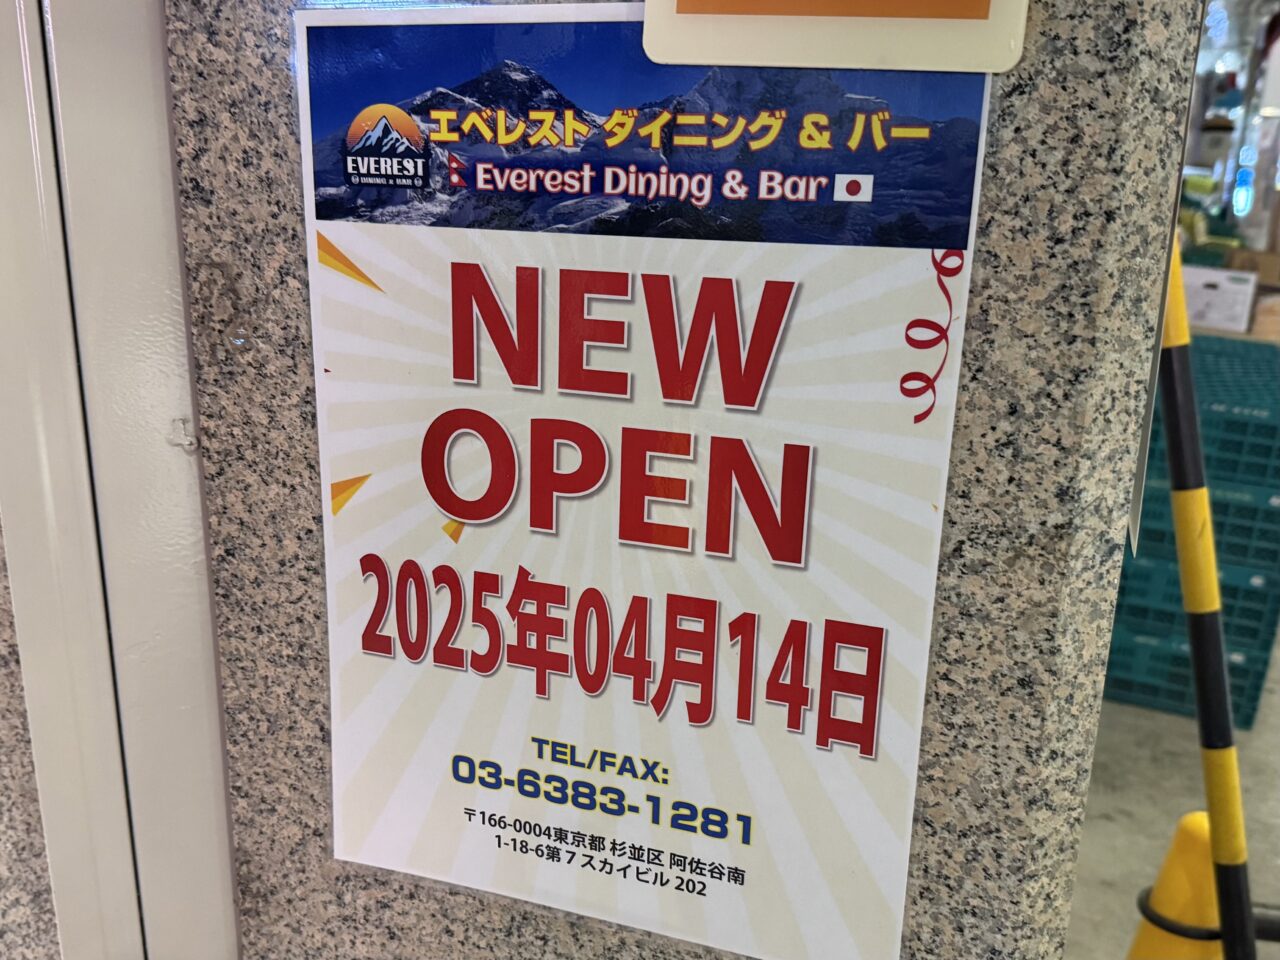 エベレスト ダイニング & バー
EVEREST
DINING & BAR
Everest Dining & Bar
NEW
OPEN
2025年04月14日
TEL/FAX:
03-6383-1281
〒166-0004東京都 杉並区 阿佐谷南
1-18-6第7スカイビル 202